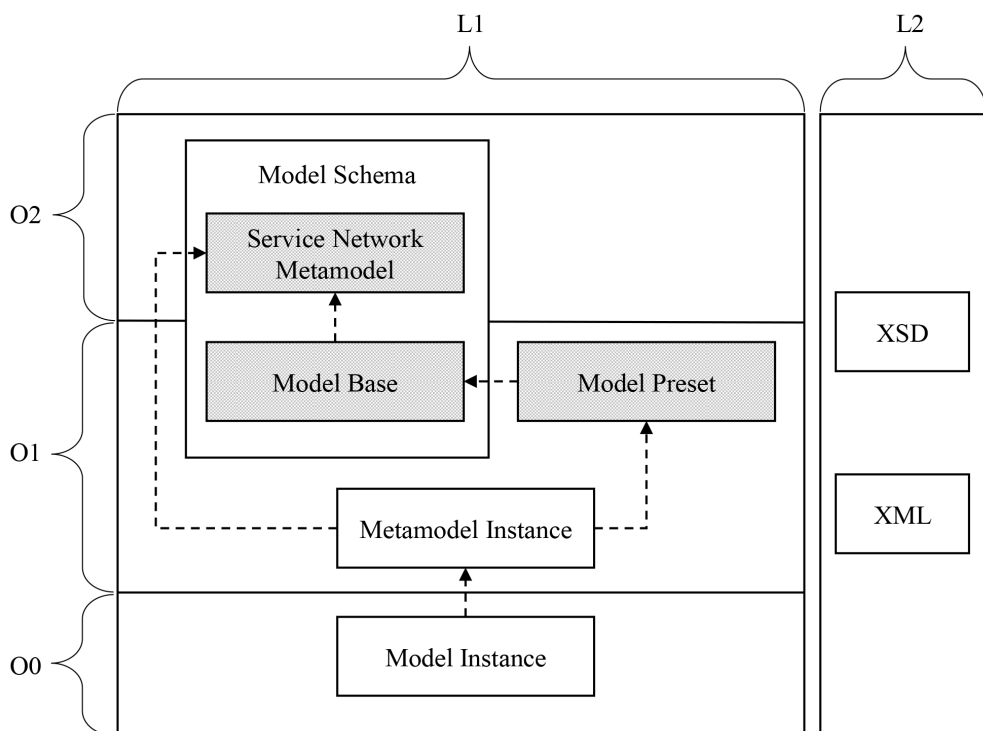 L1
L2
Model Schema
O2
Service Network
Metamodel
XSD
Model Base
Model Preset
O1
Metamodel Instance
XML
O0
Model Instance